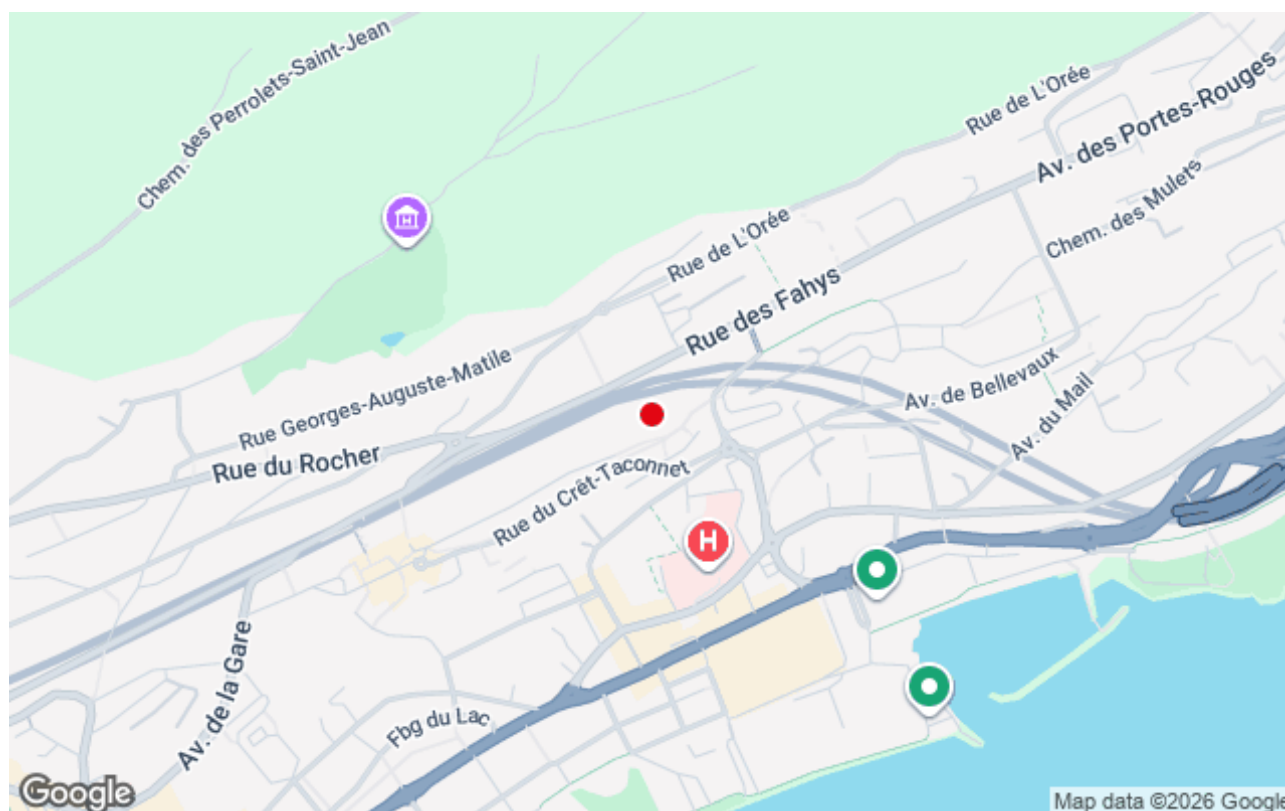 Chem. des Perrolets-Saint-Jean
Rue de L'Orée
Av. des Portes-Rouges
Chem. des Mulets
Rue de L'Orée
Rue des Fahys
Rue Georges-Auguste-Matile
Av. de Bellevaux
Av. du Mail
Rue du Rocher
Rue du Crêt-Taconnet
H
Av. de la Gare
Fbg du Lac
Google
Map data ©2026 Google